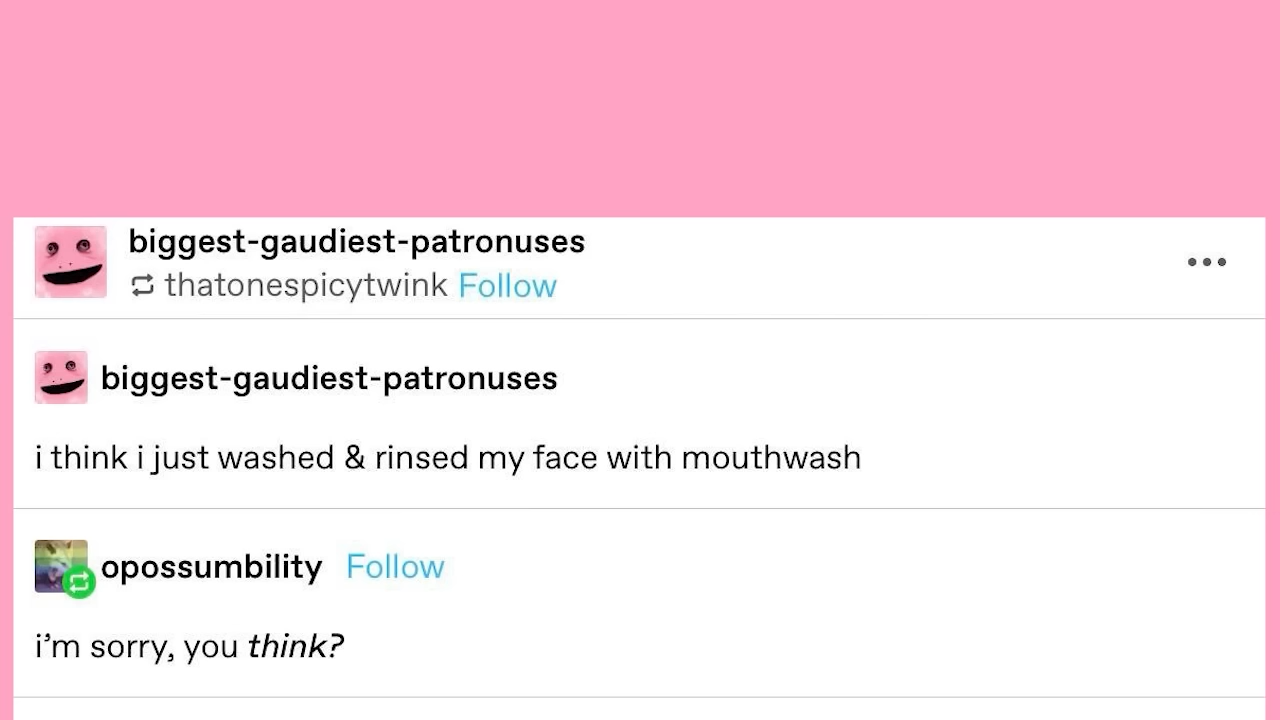 biggest-gaudiest-patronuses
thatonespicytwink Follow
biggest-gaudiest-patronuses
i think i just washed & rinsed my face with mouthwash
opossumbility Follow
i’m sorry, you think?